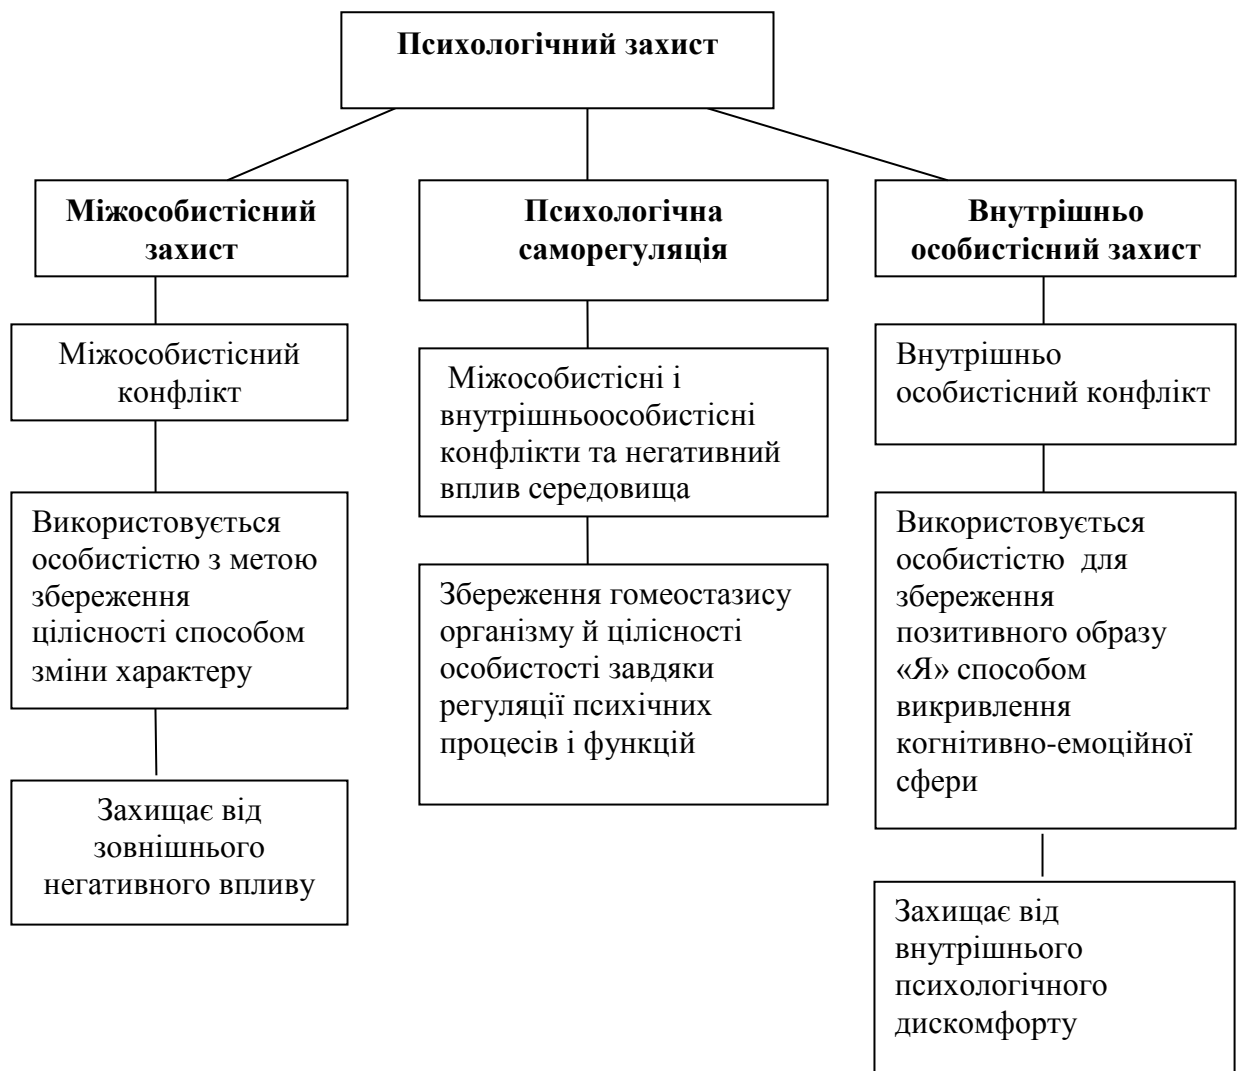 Психологічний захист
Міжособистісний
захист
Міжособистісний
конфлікт
Використовується
особистістю з метою
збереження
цілісності способом
зміни характеру
Захищає від
зовнішнього
негативного впливу
Психологічна
саморегуляція
Міжособистісні і
внутрішньоособистісні
конфлікти та негативний
вплив середовища
Збереження гомеостазису
організму й цілісності
особистості завдяки
регуляції психічних
процесів і функцій
Внутрішньо
особистісний захист
Внутрішньо
особистісний конфлікт
Використовується
особистістю для
збереження
позитивного образу
«Я» способом
викривлення
когнітивно-емоційної
сфери
Захищає від
внутрішнього
психологічного
дискомфорту